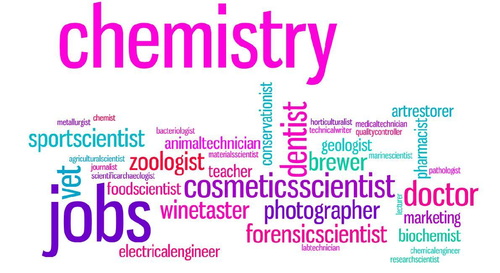 chemistry
conservationist
metallurgist
chemist
dentist
horticulturalist
artrestorer
sportscientist
bacteriologist
technicalwriter
medicaltechnician
animaltechnician
qualitycontroller
pharmacist
geologist
agriculturalscientist
materialsscientist
marinescientist
vet
journalist
zoologist
brewer
scientificarchaeologist
teacher
pathologist
foodscientist
cosmeticsscientist
doctor
jobs
winetaster
photographer
lecturer
marketing
forensicscientist
biochemist
electricalengineer
labtechnician
chemicalengineer
researchscientist